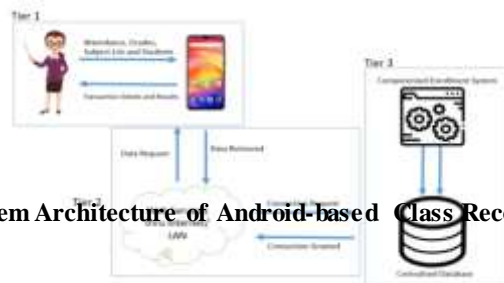 Tier 1
Attendance, Grades,
Subject List and Students
Transaction Details and Results
Tier 3
Computerized Enrollment System
Data Request
Data Retrieved
Tier 2
em Architecture of Android-based Class Reco
LAN
Connection Request
Connection Granted
Centralized Database